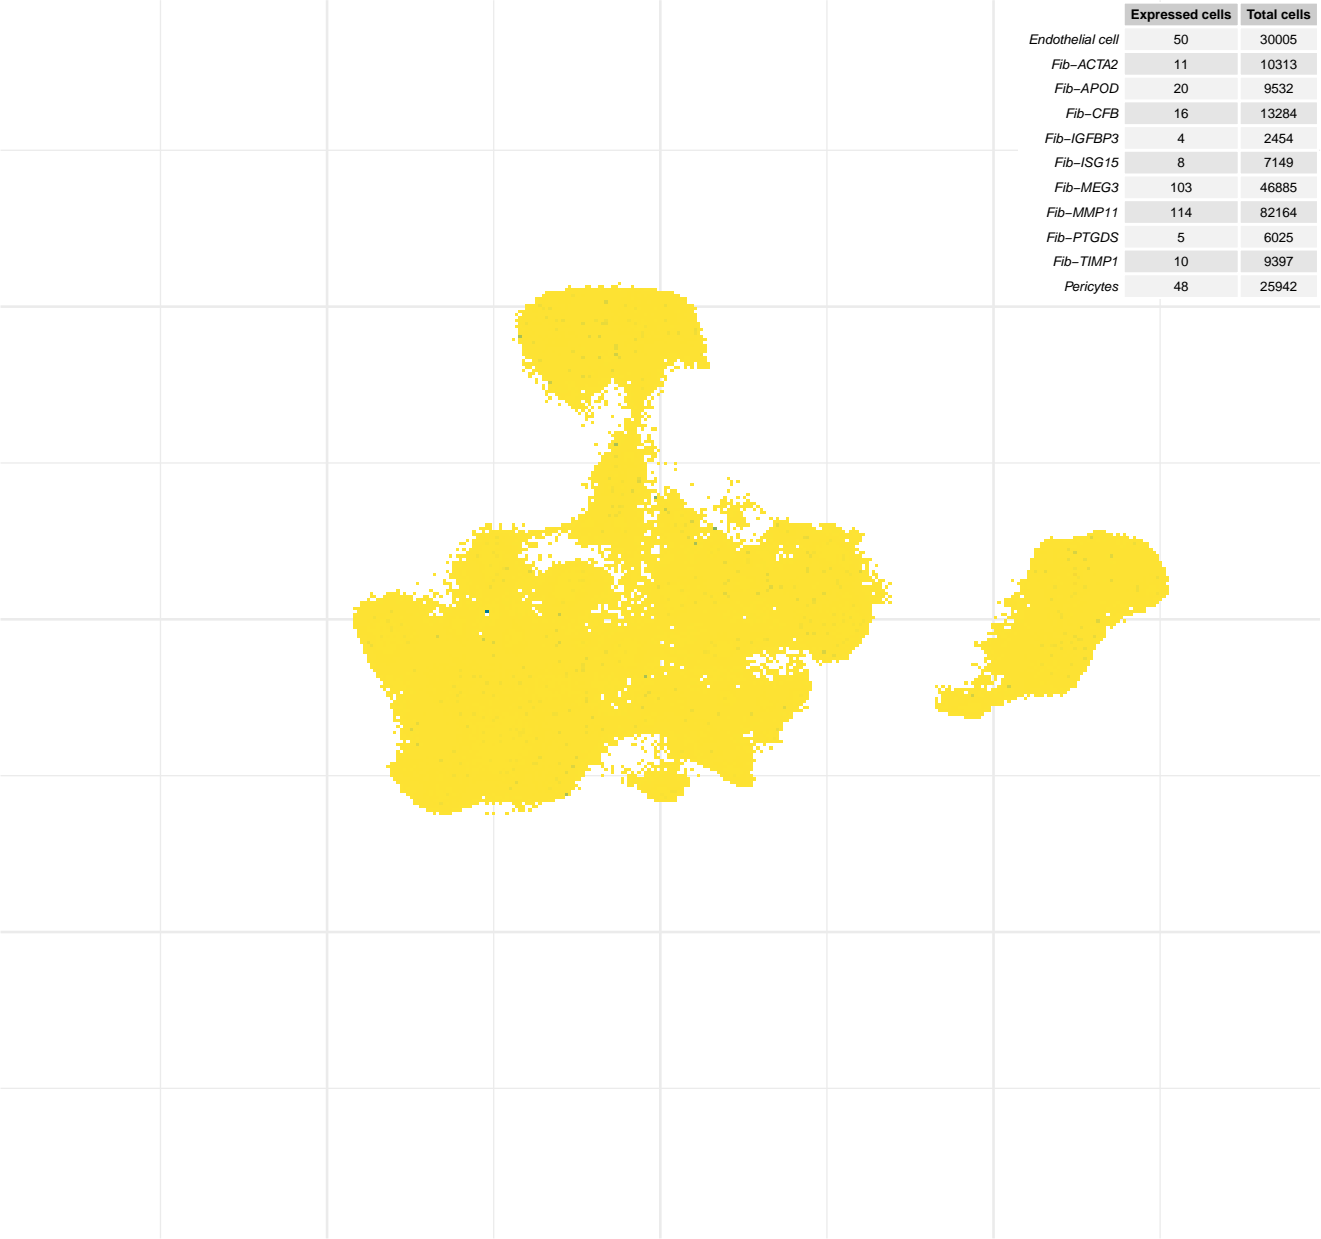 Expressed cells Total cells
Endothelial cell 50 30005
Fib−ACTA2 11 10313
Fib−APOD 20 9532
Fib−CFB 16 13284
Fib−IGFBP3 4 2454
Fib−ISG15 8 7149
Fib−MEG3 103 46885
Fib−MMP11 114 82164
Fib−PTGDS 5 6025
Fib−TIMP1 10 9397
Pericytes 48 25942